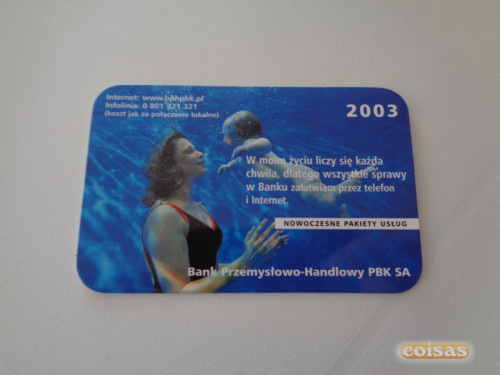 Internet: www.bphpbk.pl
Infolinia: 0 801 321 321
(koszt jak za połączenie lokalne)
2003
W moim życiu liczy się każda
chwila, dlatego wszystkie sprawy
w Banku załatwiam przez telefon
i Internet.
NOWOCZESNE PAKIETY USŁUG
Bank Przemysłowo-Handlowy PBK SA
coisas